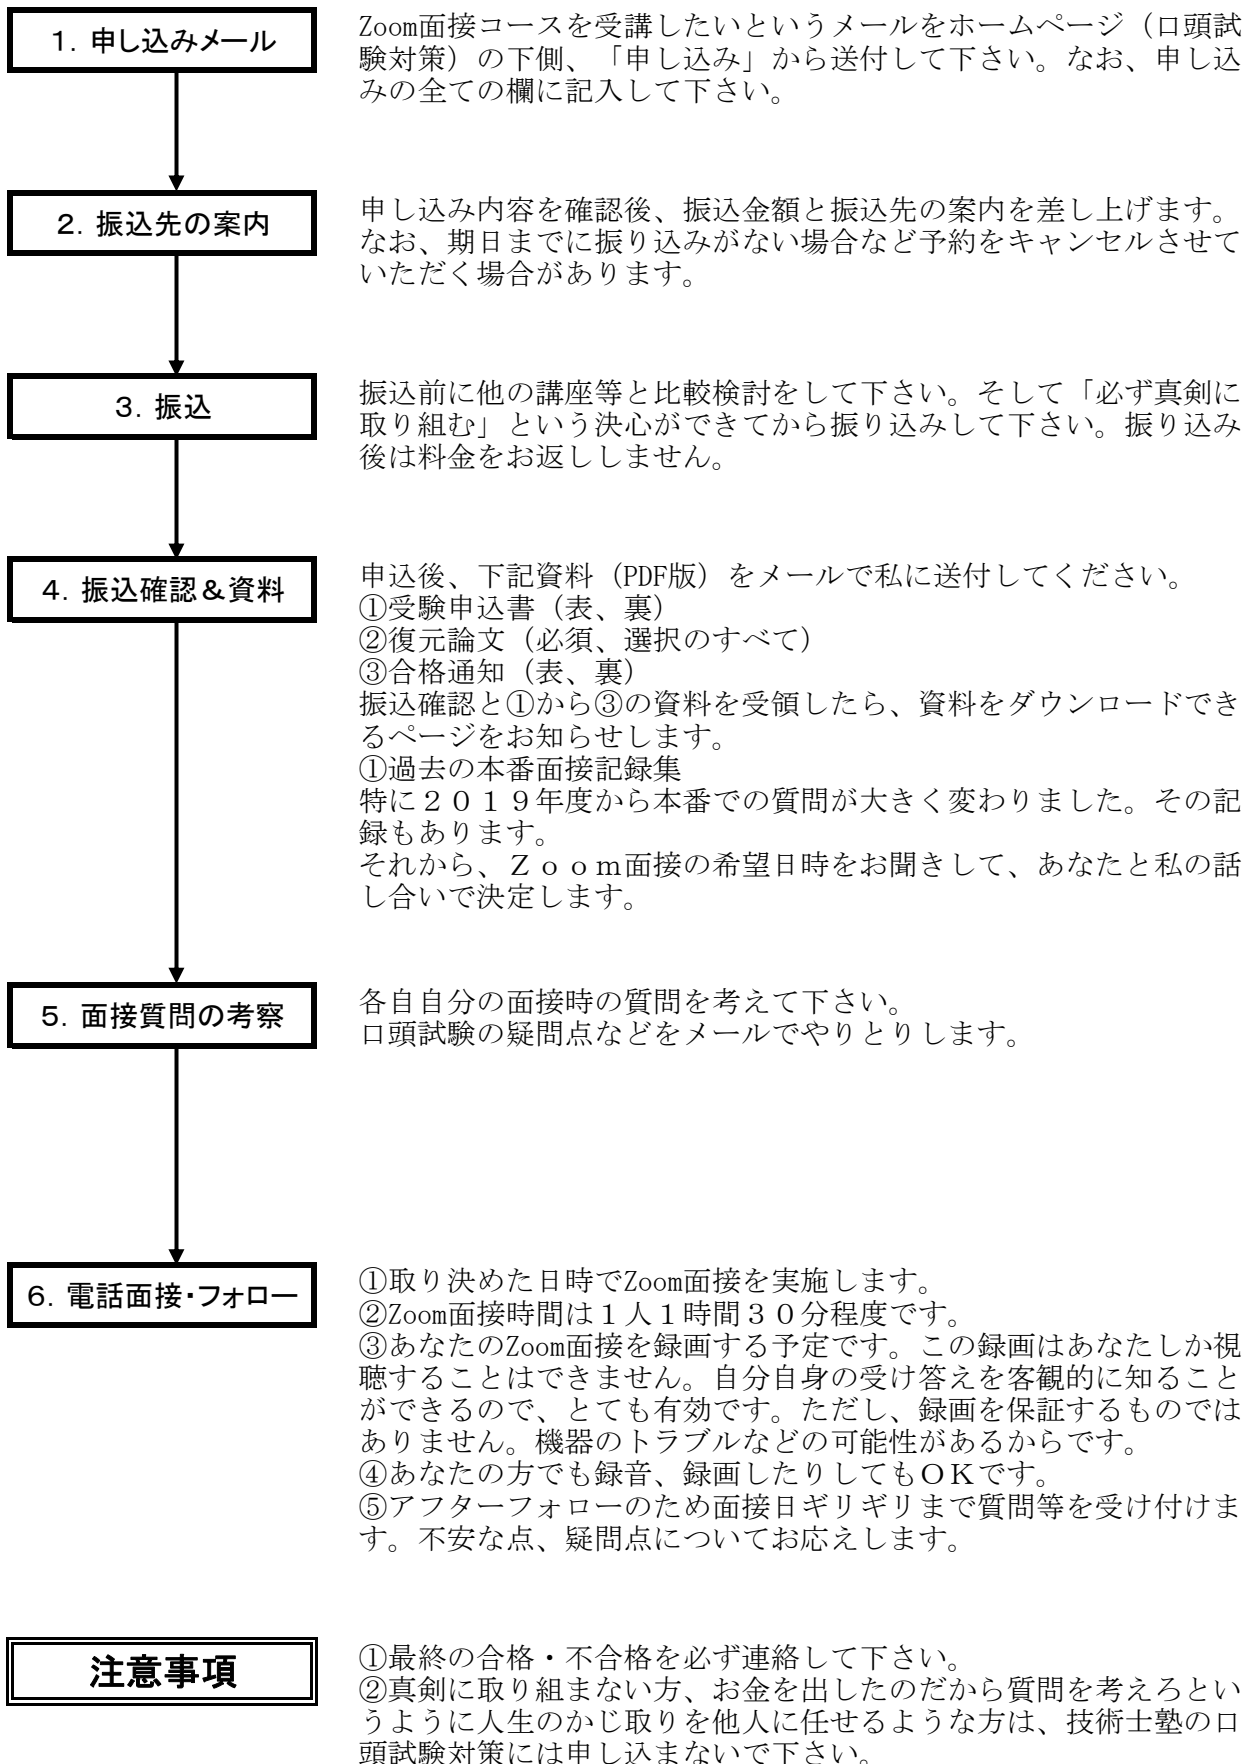 1. 申し込みメール
Zoom面接コースを受講したいというメールをホームページ（口頭試
験対策）の下側、「申し込み」から送付して下さい。なお、申し込
みの全ての欄に記入して下さい。
2. 振込先の案内
申し込み内容を確認後、振込金額と振込先の案内を差し上げます。
なお、期日までに振り込みがない場合など予約をキャンセルさせて
いただく場合があります。
3. 振込
振込前に他の講座等と比較検討をして下さい。そして「必ず真剣に
取り組む」という決心ができてから振り込みして下さい。振り込み
後は料金をお返ししません。
4. 振込確認＆資料
申込後、下記資料（PDF版）をメールで私に送付してください。
①受験申込書（表、裏）
②復元論文（必須、選択のすべて）
③合格通知（表、裏）
振込確認と①から③の資料を受領したら、資料をダウンロードでき
るページをお知らせします。
①過去の本番面接記録集
特に２０１９年度から本番での質問が大きく変わりました。その記
録もあります。
それから、Ｚｏｏｍ面接の希望日時をお聞きして、あなたと私の話
し合いで決定します。
5. 面接質問の考察
各自自分の面接時の質問を考えて下さい。
口頭試験の疑問点などをメールでやりとりします。
6. 電話面接・フォロー
①取り決めた日時でZoom面接を実施します。
②Zoom面接時間は１人１時間３０分程度です。
③あなたのZoom面接を録画する予定です。この録画はあなたしか視
聴することはできません。自分自身の受け答えを客観的に知ること
ができるので、とても有効です。ただし、録画を保証するものでは
ありません。機器のトラブルなどの可能性があるからです。
④あなたの方でも録音、録画したりしてもＯＫです。
⑤アフターフォローのため面接日ギリギリまで質問等を受け付けま
す。不安な点、疑問点についてお応えします。
注意事項
①最終の合格・不合格を必ず連絡して下さい。
②真剣に取り組まない方、お金を出したのだから質問を考えろとい
うように人生のかじ取りを他人に任せるような方は、技術士塾の口
頭試験対策には申し込まないで下さい。